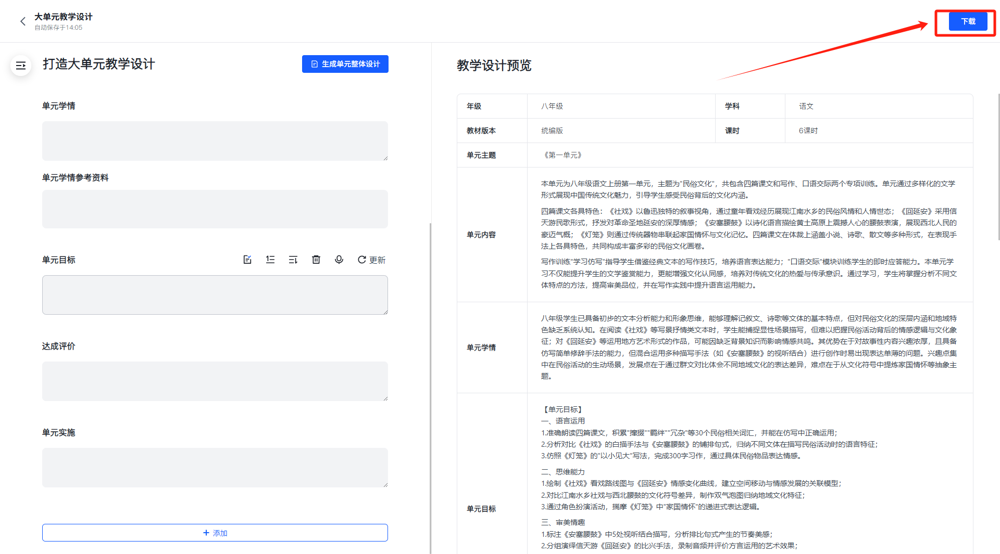 大单元教学设计
自动保存于14:05
下载
打造大单元教学设计
生成单元整体设计
单元学情
单元学情参考资料
单元目标
更新
达成评价
单元实施
添加
教学设计预览
年级 八年级 学科 语文
教材版本 统编版 课时 6课时
单元主题 《第一单元》
单元内容
本单元为八年级语文上册第一单元，主题为"民俗文化"，共包含四篇课文和写作、口语交际两个专项训练。单元通过多样化的文学
形式展现中国传统文化魅力，引导学生感受民俗背后的文化内涵。
四篇课文各具特色：《社戏》以鲁迅独特的叙事视角，通过童年看戏经历展现江南水乡的民俗风情和人情世态；《回延安》采用信
天游民歌形式，抒发对革命圣地延安的深厚情感；《安塞腰鼓》以诗化语言描绘黄土高原上震撼人心的腰鼓表演，展现西北人民的
豪迈气概；《灯笼》则通过传统器物串联起家国情怀与文化记忆。四篇课文在体裁上涵盖小说、诗歌、散文等多种形式，在表现手
法上各具特色，共同构成丰富多彩的民俗文化画卷。
写作训练"学习仿写"指导学生借鉴经典文本的写作技巧，培养语言表达能力；"口语交际"模块训练学生的即时应答能力。本单元学
习不仅能提升学生的文学鉴赏能力，更能增强文化认同感，培养对传统文化的热爱与传承意识。通过学习，学生将掌握分析不同文
体特点的方法，提高审美品位，并在写作实践中提升语言运用能力。
单元学情
八年级学生已具备初步的文本分析能力和形象思维，能够理解记叙文、诗歌等文体的基本特点，但对民俗文化的深层内涵和地域特
色缺乏系统认知。在阅读《社戏》等写景抒情类文本时，学生能捕捉显性场景描写，但难以把握民俗活动背后的情感逻辑与文化象
征；对《回延安》等运用地方艺术形式的作品，可能因缺乏背景知识而影响情感共鸣。其优势在于对故事性内容兴趣浓厚，且具备
仿写简单修辞手法的能力，但混合运用多种描写手法（如《安塞腰鼓》的视听结合）进行创作时易出现表达单薄的问题。兴趣点集
中在民俗活动的生动场景，发展点在于通过群文对比体会不同地域文化的表达差异，难点在于从文化符号中提炼家国情怀等抽象主
题。
单元目标
【单元目标】
一、语言运用
1.准确朗读四篇课文，积累"撺掇""羁绊""冗杂"等30个民俗相关词汇，并能在仿写中正确运用；
2.分析对比《社戏》的白描手法与《安塞腰鼓》的铺排句式，归纳不同文体在描写民俗活动时的语言特征；
3.仿照《灯笼》的"以小见大"写法，完成300字习作，通过具体民俗物品表达情感。
二、思维能力
1.绘制《社戏》看戏路线图与《回延安》情感变化曲线，建立空间移动与情感发展的关联模型；
2.对比江南水乡社戏与西北腰鼓的文化符号差异，制作双气泡图归纳地域文化特征；
3.通过角色扮演活动，揣摩《灯笼》中"家国情怀"的递进式表达逻辑。
三、审美情趣
1.标注《安塞腰鼓》中5处视听结合描写，分析排比句式产生的节奏美感；
2.分组演绎信天游《回延安》的比兴手法，录制音频并评价方言运用的艺术效果；